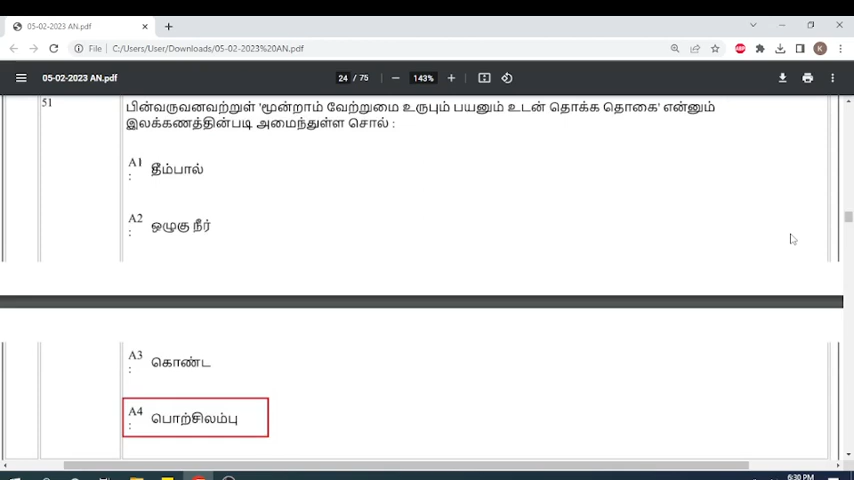 05-02-2023 AN.pdf
File | C:/Users/User/Downloads/05-02-2023%20AN.pdf
ABP
K
05-02-2023 AN.pdf
24 / 75
143%
51
பின்வருவனவற்றுள் 'மூன்றாம் வேற்றுமை உருபும் பயனும் உடன் தொக்க தொகை' என்னும்
இலக்கணத்தின்படி அமைந்துள்ள சொல் :
A1 : தீம்பால்
A2 : ஒழுகு நீர்
A3 : கொண்ட
A4 : பொற்சிலம்பு
6:30 PM